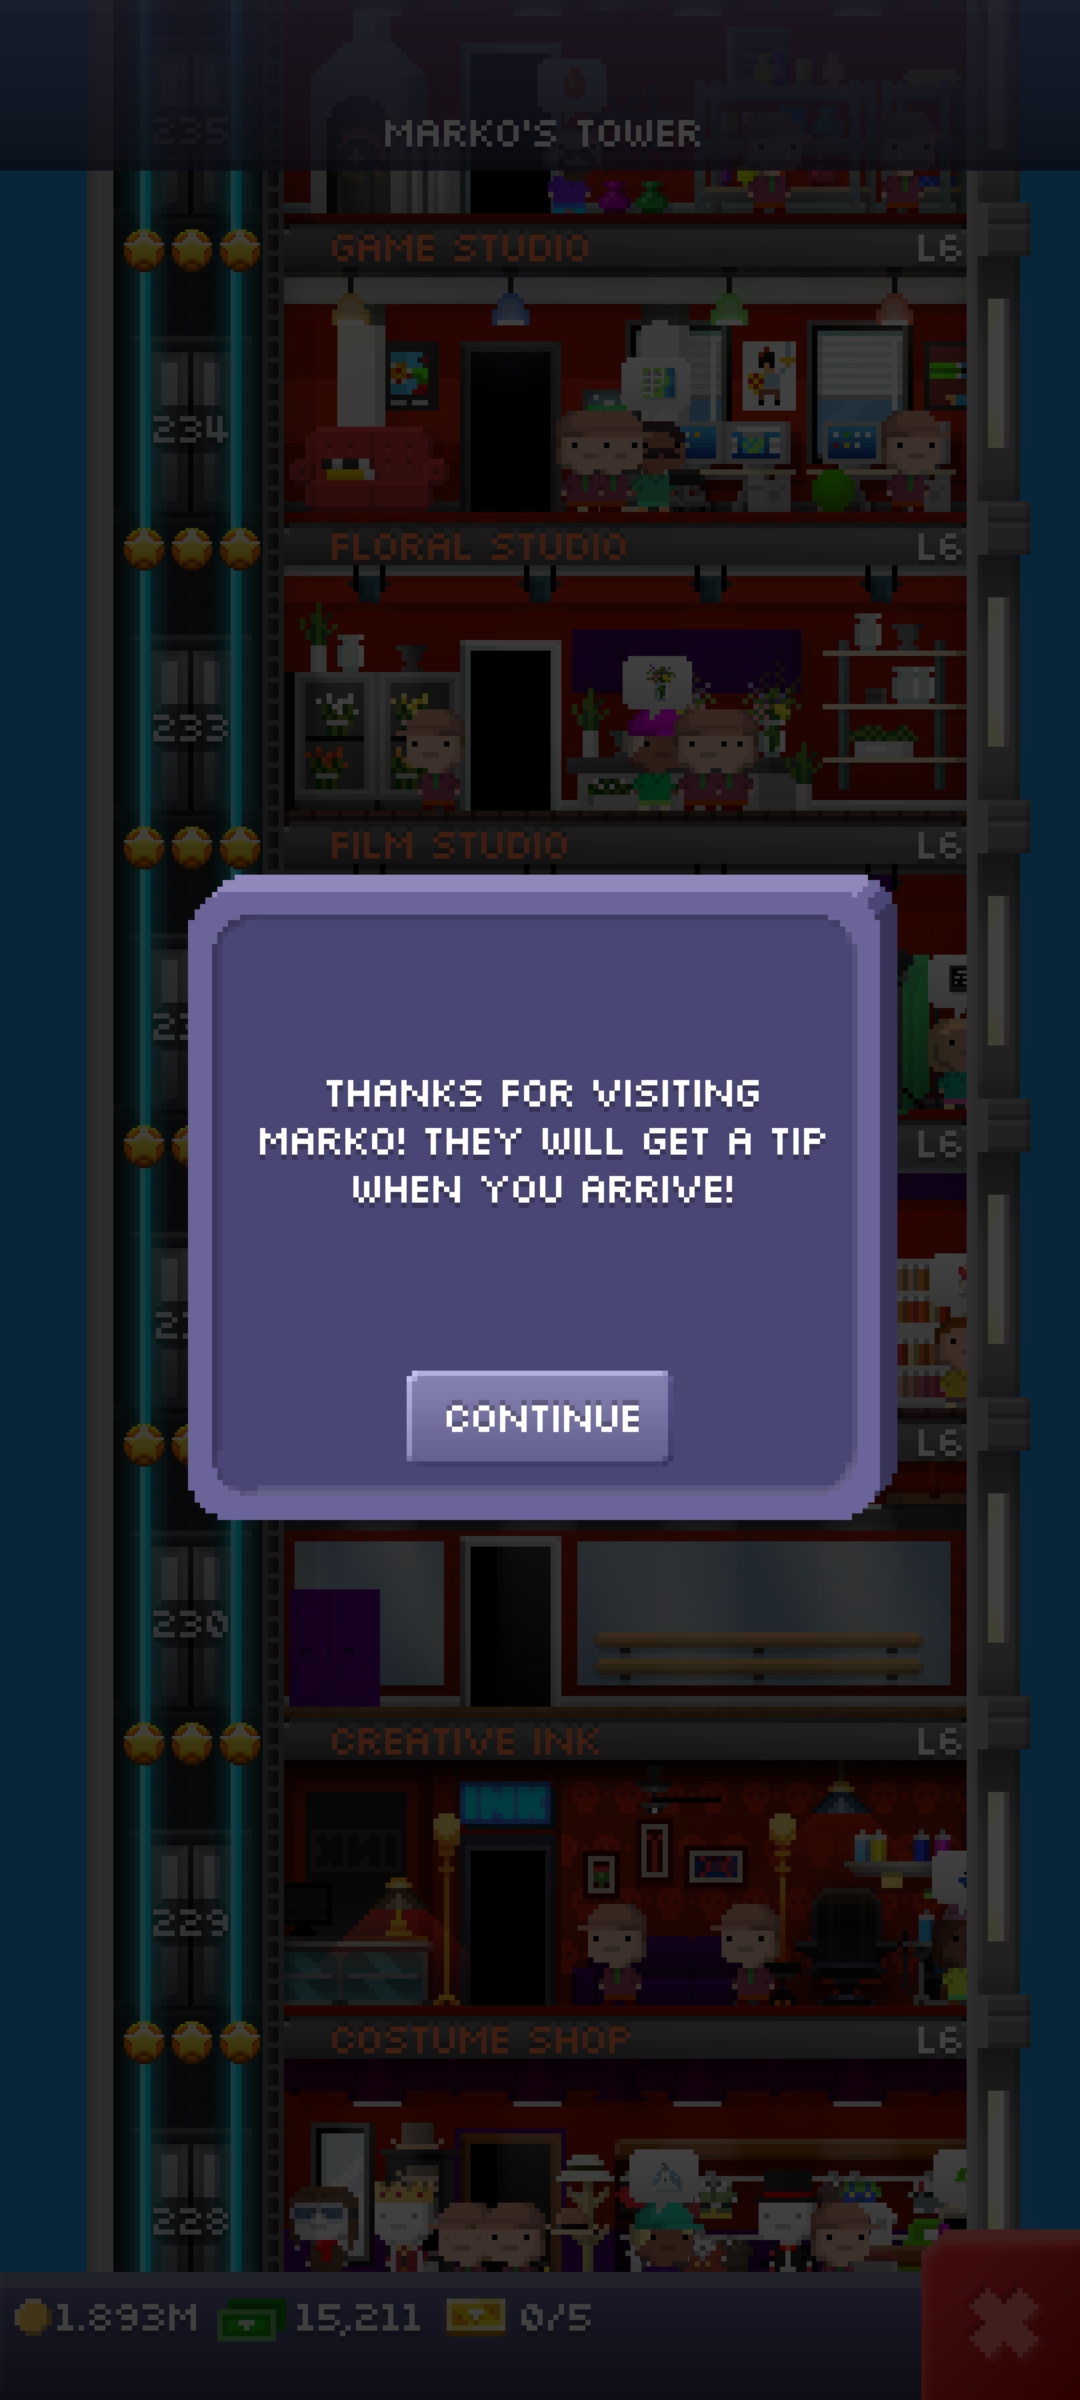 235
MARKO'S TOWER
GAME STUDIO L6
234
FLORAL STUDIO L6
233
FILM STUDIO L6
THANKS FOR VISITING
MARKO! THEY WILL GET A TIP
WHEN YOU ARRIVE!
L6
L6
CONTINUE
230
CREATIVE INK L6
INK
229
COSTUME SHOP L6
228
1.893M 15,211 0/5